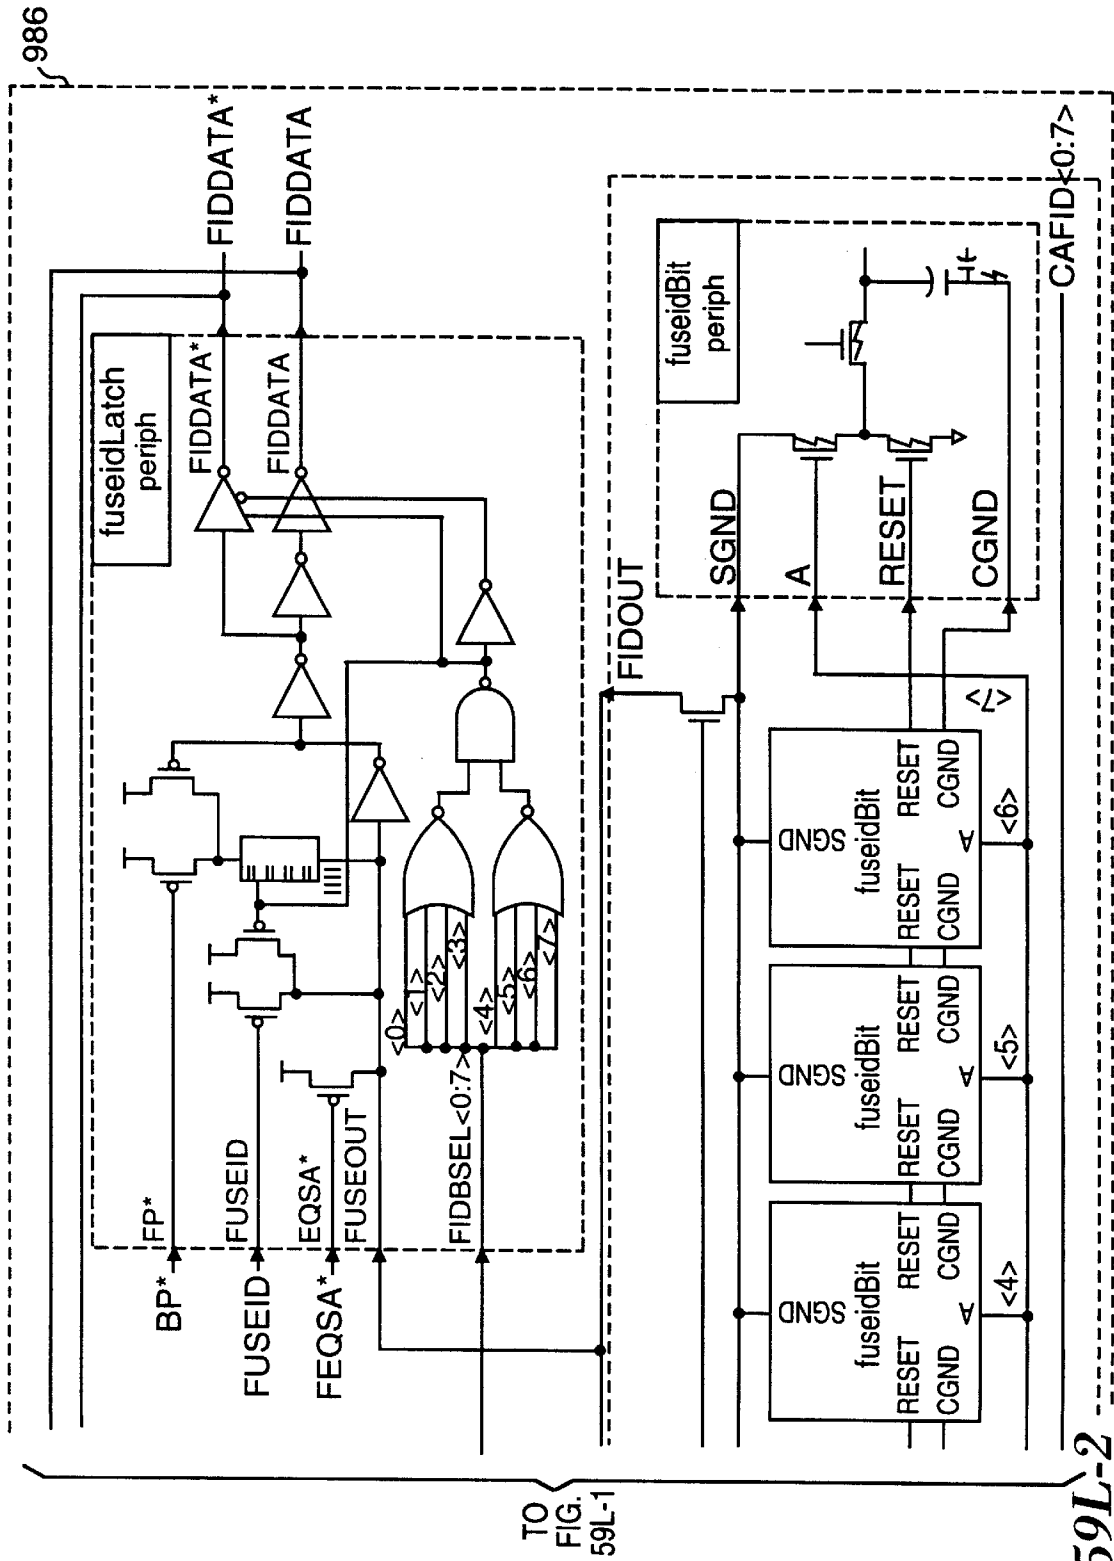 986
FIDDATA*
FIDDATA
fuseidLatch
periph
FIDDATA*
FIDDATA
BP*
FP*
FUSEID
FUSEID
FEQSA*
EQSA*
FUSEOUT
FIDBSEL<0:7>
<0>
<1>
<2>
<3>
<4>
<5>
<6>
<7>
FIDOUT
fuseidBit
periph
SGND
A
RESET
CGND
CAFID<0:7>
SGND
fuseidBit
RESET
RESET
CGND
CGND
A
<4>
SGND
fuseidBit
RESET
RESET
CGND
CGND
A
<5>
SGND
fuseidBit
RESET
RESET
CGND
CGND
A
<6>
<7>
TO
FIG.
59L-1
59L-2